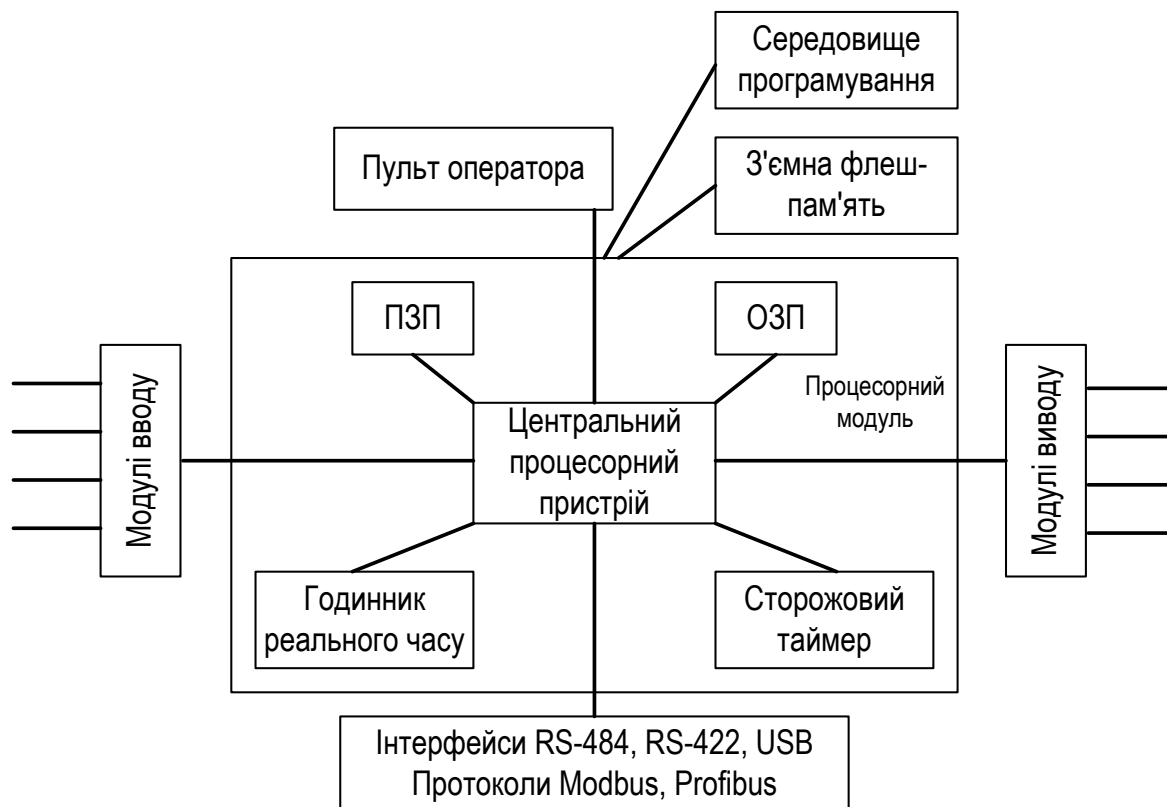 Середовище
програмування
Пульт оператора
З'ємна флеш-
пам'ять
ПЗП
ОЗП
Модулі вводу
Процесорний
модуль
Центральний
процесорний
пристрій
Модулі виводу
Годинник
реального часу
Сторожовий
таймер
Інтерфейси RS-484, RS-422, USB
Протоколи Modbus, Profibus